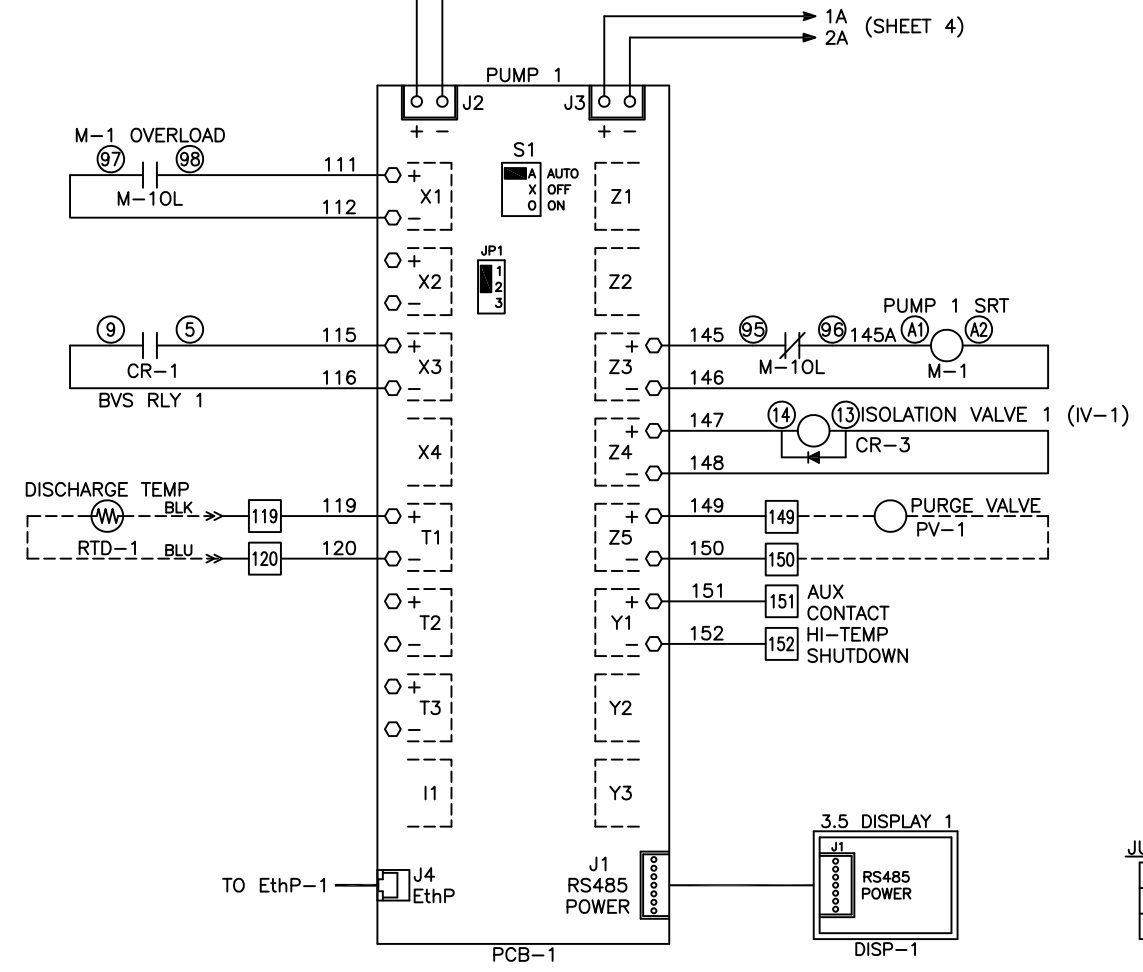 1A (SHEET 4)
2A
PUMP 1
J2
J3
+ −
+ −
M−1 OVERLOAD
97
98
M−1OL
111
112
+
X1
−
S1
A AUTO
X OFF
O ON
Z1
+
X2
−
JP1
1
2
3
Z2
9
5
CR−1
BVS RLY 1
115
116
+
X3
−
+
Z3
−
145
146
95
96
M−1OL
145A
PUMP 1 SRT
A1
A2
M−1
X4
+
Z4
−
147
148
14
13
ISOLATION VALVE 1 (IV−1)
CR−3
DISCHARGE TEMP
BLK
RTD−1
BLU
119
120
119
120
+
T1
−
+
Z5
−
149
150
149
150
PURGE VALVE
PV−1
+
T2
−
+
Y1
−
151
152
151
152
AUX
CONTACT
HI−TEMP
SHUTDOWN
+
T3
−
Y2
I1
Y3
TO EthP−1
J4
EthP
J1
RS485
POWER
3.5 DISPLAY 1
J1
RS485
POWER
DISP−1
PCB−1